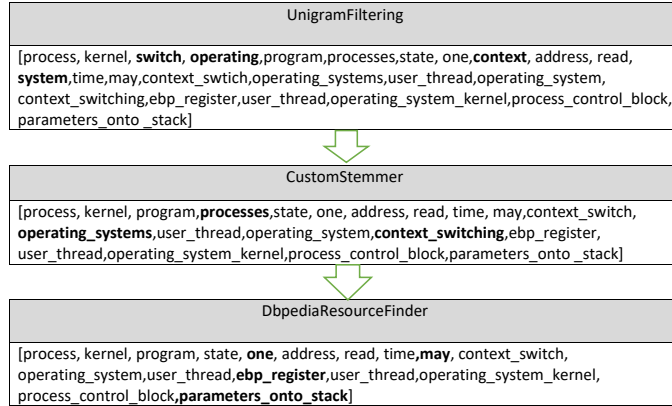 UnigramFiltering
[process, kernel, switch, operating,program,processes,state, one,context, address, read,
system,time,may,context_swtich,operating_systems,user_thread,operating_system,
context_switching,ebp_register,user_thread,operating_system_kernel,process_control_block,
parameters_onto _stack]
CustomStemmer
[process, kernel, program,processes,state, one, address, read, time, may,context_switch,
operating_systems,user_thread,operating_system,context_switching,ebp_register,
user_thread,operating_system_kernel,process_control_block,parameters_onto _stack]
DbpediaResourceFinder
[process, kernel, program, state, one, address, read, time,may, context_switch,
operating_system,user_thread,ebp_register,user_thread,operating_system_kernel,
process_control_block,parameters_onto_stack]